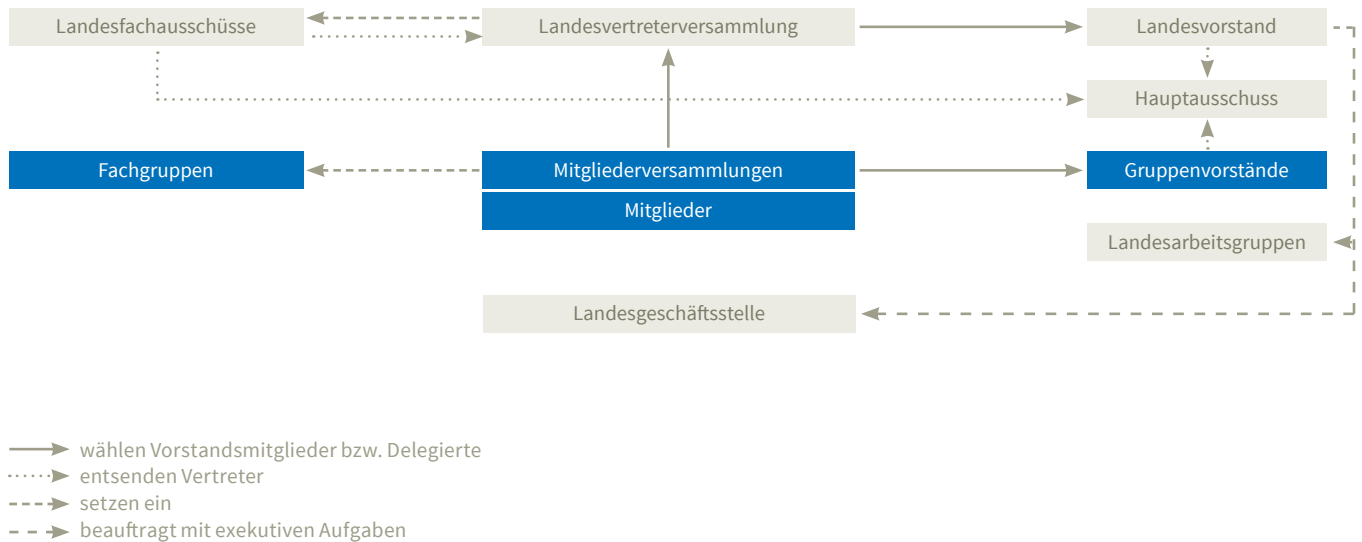 Landesfachausschüsse
Landesvertreterversammlung
Landesvorstand
Hauptausschuss
Fachgruppen
Mitgliederversammlungen
Gruppenvorstände
Mitglieder
Landesarbeitsgruppen
Landesgeschäftsstelle
wählen Vorstandsmitglieder bzw. Delegierte
entsenden Vertreter
setzen ein
beauftragt mit exekutiven Aufgaben